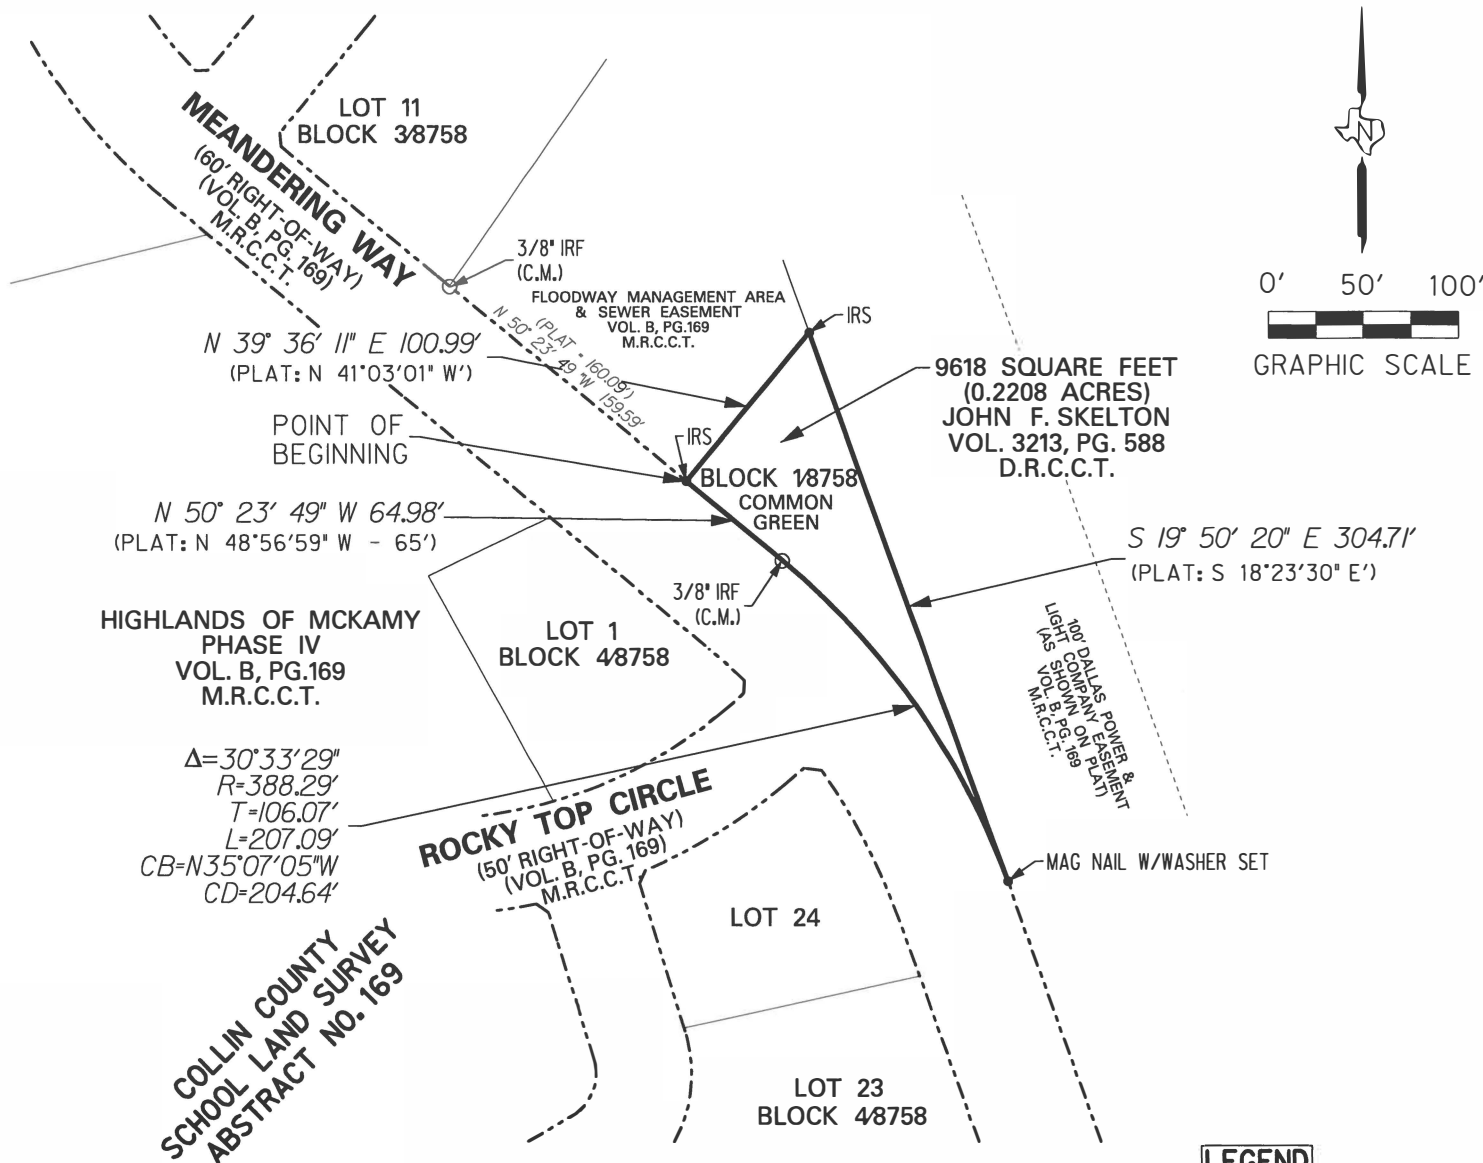 LOT 11
BLOCK 3/8758
MEANDERING WAY
(60' RIGHT-OF-WAY)
(VOL. B, PG. 169)
M.R.C.C.T.
N
0' 50' 100'
GRAPHIC SCALE
3/8" IRF
(C.M.)
FLOODWAY MANAGEMENT AREA
& SEWER EASEMENT
VOL. B, PG.169
M.R.C.C.T.
(PLAT - 160.09')
N 50° 23' 49 "W 159.59'
IRS
N 39° 36' 11" E 100.99'
(PLAT: N 41°03'01" W')
9618 SQUARE FEET
(0.2208 ACRES)
JOHN F. SKELTON
VOL. 3213, PG. 588
D.R.C.C.T.
POINT OF
BEGINNING
IRS
BLOCK 1/8758
COMMON
GREEN
N 50° 23' 49" W 64.98'
(PLAT: N 48°56'59" W - 65')
S 19° 50' 20" E 304.71'
(PLAT: S 18°23'30" E')
3/8" IRF
(C.M.)
HIGHLANDS OF MCKAMY
PHASE IV
VOL. B, PG.169
M.R.C.C.T.
LOT 1
BLOCK 4/8758
100' DALLAS POWER &
LIGHT COMPANY EASEMENT
(AS SHOWN ON PLAT)
VOL. B, PG. 169
M.R.C.C.T.
Δ=30°33'29"
R=388.29'
T=106.07'
L=207.09'
CB=N35°07'05"W
CD=204.64'
ROCKY TOP CIRCLE
(50' RIGHT-OF-WAY)
(VOL. B, PG. 169)
M.R.C.C.T.
MAG NAIL W/WASHER SET
LOT 24
COLLIN COUNTY
SCHOOL LAND SURVEY
ABSTRACT NO. 169
LOT 23
BLOCK 4/8758
LEGEND